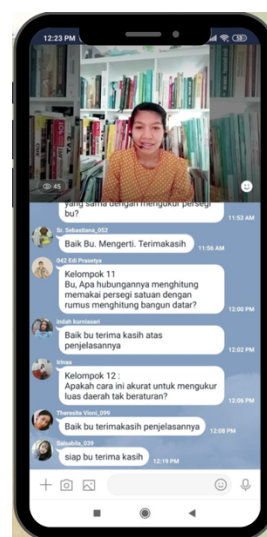 12:23 PM
58
45
yang sama dengan mengukur persegi
bu?
11:53 AM
Sr. Sebastiana_052
Baik Bu. Mengerti. Terimakasih
11:56 AM
042 Edi Prasetya
Kelompok 11
Bu, Apa hubungannya menghitung
memakai persegi satuan dengan
rumus menghitung bangun datar?
12:00 PM
indah kurniasari
Baik bu terima kasih atas
penjelasannya
12:02 PM
Irinas
Kelompok 12 :
Apakah cara ini akurat untuk mengukur
luas daerah tak beraturan?
12:06 PM
Theresita Visni_099
Baik bu terimakasih penjelasannya
12:08 PM
Salsabila_039
siap bu terima kasih
12:19 PM